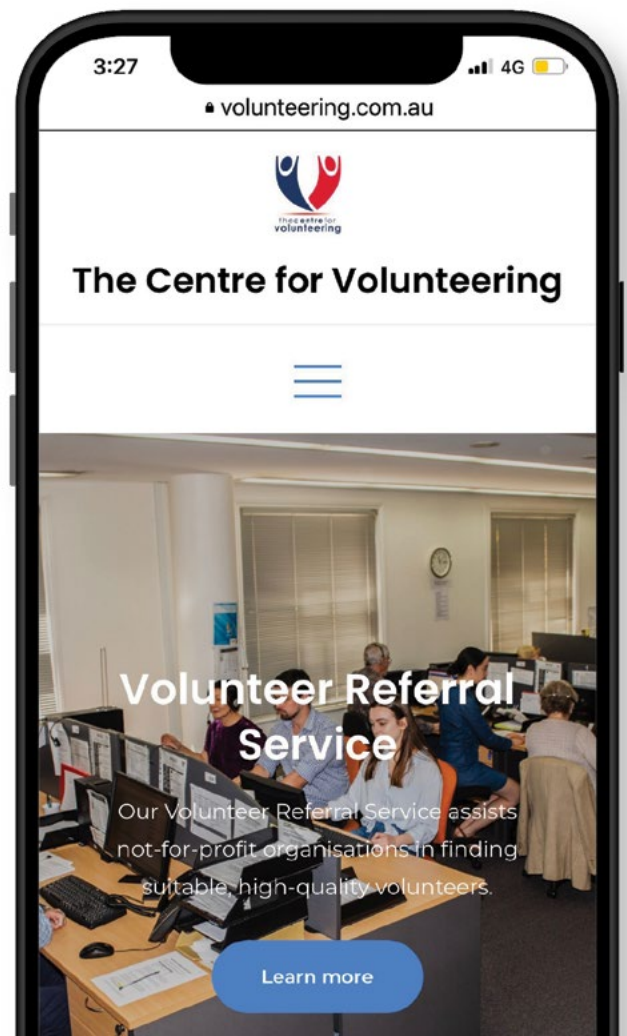 3:27
4G
volunteering.com.au
the centre for
volunteering
The Centre for Volunteering
Volunteer Referral
Service
Our Volunteer Referral Service assists
not-for-profit organisations in finding
suitable, high-quality volunteers.
Learn more